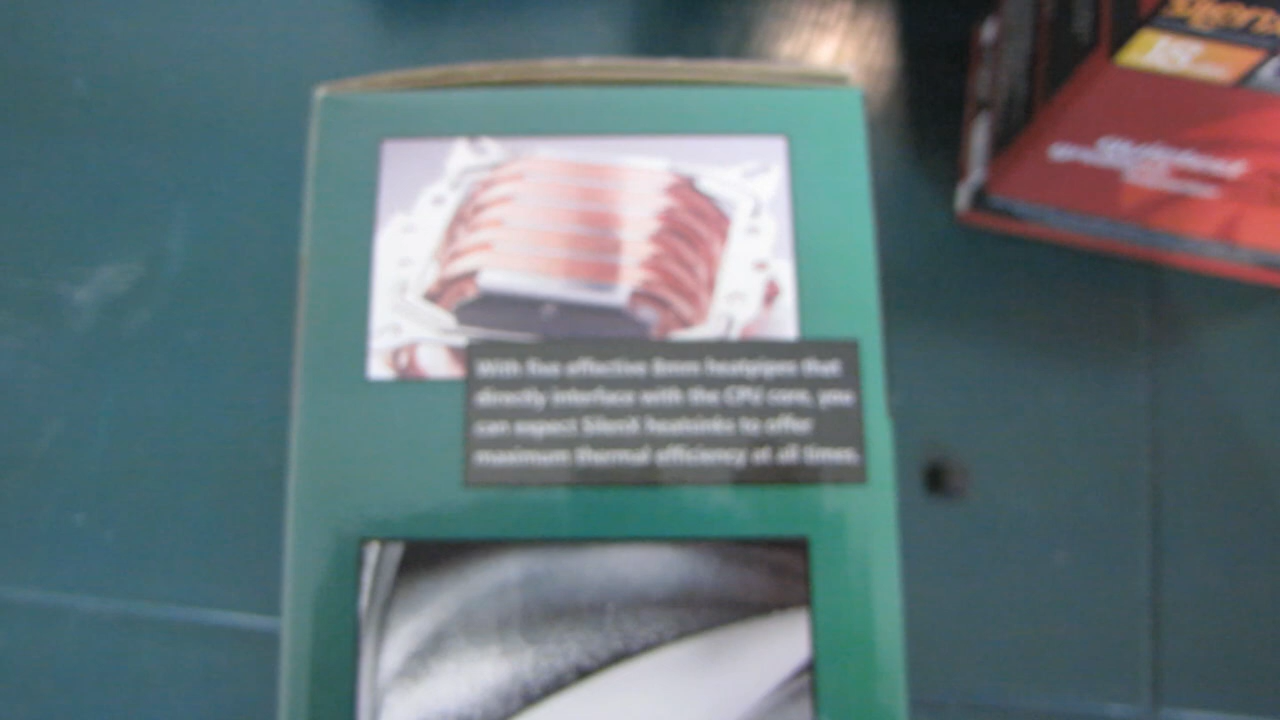 With five effective 8mm heatpipes that
directly interface with the CPU core, you
can expect SilenX heatsinks to offer
maximum thermal efficiency at all times.